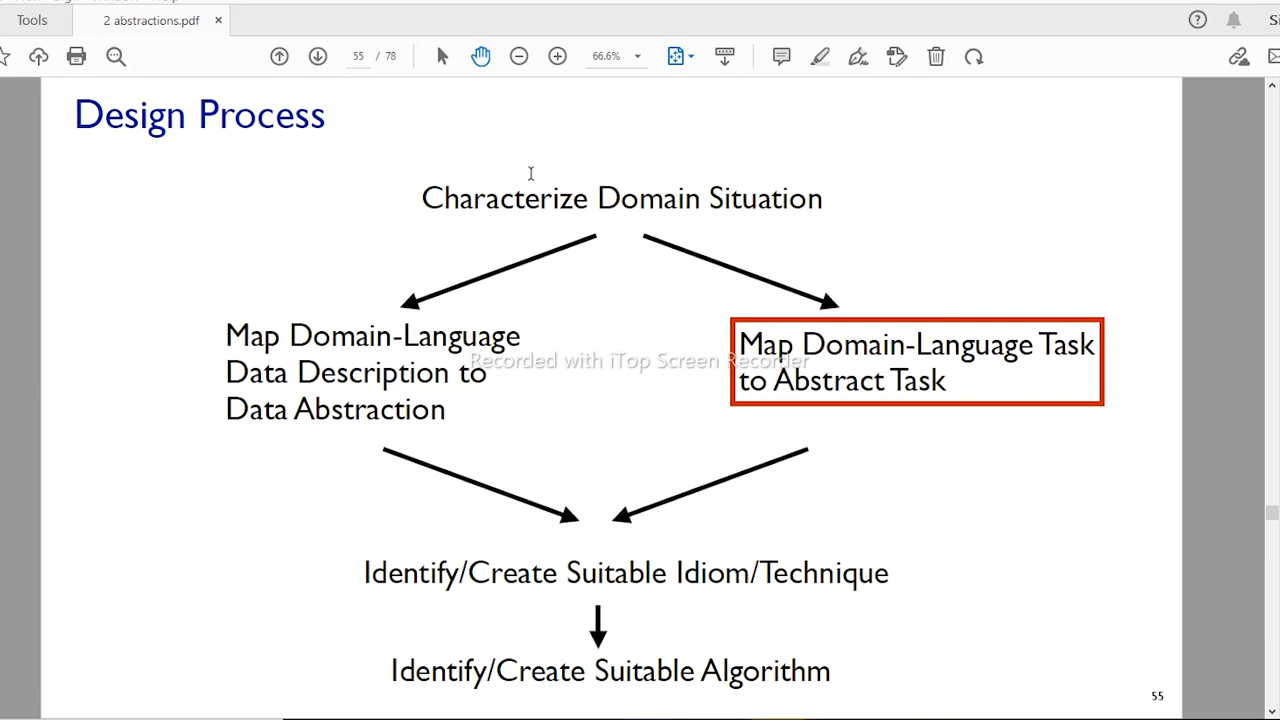 Tools
2 abstractions.pdf ×
55 / 78
66.6%
Design Process
Characterize Domain Situation
Map Domain-Language
Data Description to
Data Abstraction
Map Domain-Language Task
to Abstract Task
Recorded with iTop Screen Recorder
Identify/Create Suitable Idiom/Technique
Identify/Create Suitable Algorithm
55